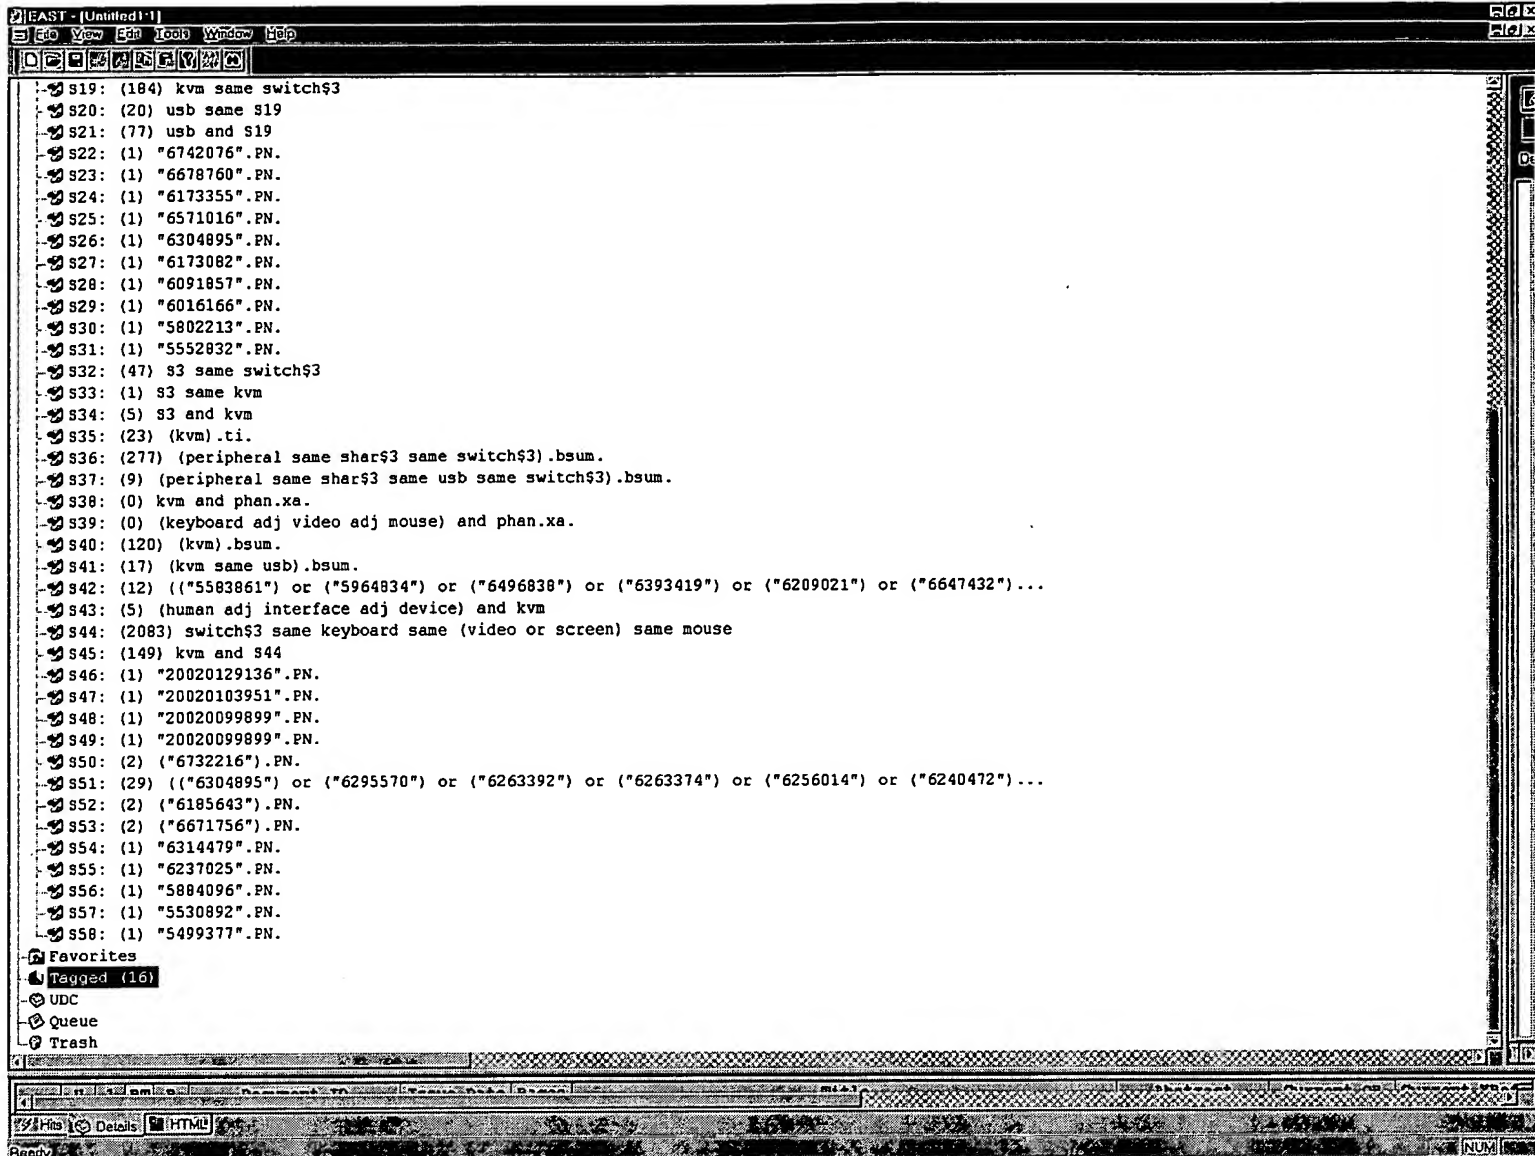 EAST - [Untitled1:1]
File View Edit Tools Window Help
S19: (184) kvm same switch$3
S20: (20) usb same S19
S21: (77) usb and S19
S22: (1) "6742076".PN.
S23: (1) "6678760".PN.
S24: (1) "6173355".PN.
S25: (1) "6571016".PN.
S26: (1) "6304895".PN.
S27: (1) "6173082".PN.
S28: (1) "6091857".PN.
S29: (1) "6016166".PN.
S30: (1) "5802213".PN.
S31: (1) "5552832".PN.
S32: (47) S3 same switch$3
S33: (1) S3 same kvm
S34: (5) S3 and kvm
S35: (23) (kvm).ti.
S36: (277) (peripheral same shar$3 same switch$3).bsum.
S37: (9) (peripheral same shar$3 same usb same switch$3).bsum.
S38: (0) kvm and phan.xa.
S39: (0) (keyboard adj video adj mouse) and phan.xa.
S40: (120) (kvm).bsum.
S41: (17) (kvm same usb).bsum.
S42: (12) (("5583861") or ("5964834") or ("6496838") or ("6393419") or ("6209021") or ("6647432")...
S43: (5) (human adj interface adj device) and kvm
S44: (2083) switch$3 same keyboard same (video or screen) same mouse
S45: (149) kvm and S44
S46: (1) "20020129136".PN.
S47: (1) "20020103951".PN.
S48: (1) "20020099899".PN.
S49: (1) "20020099899".PN.
S50: (2) ("6732216").PN.
S51: (29) (("6304895") or ("6295570") or ("6263392") or ("6263374") or ("6256014") or ("6240472")...
S52: (2) ("6185643").PN.
S53: (2) ("6671756").PN.
S54: (1) "6314479".PN.
S55: (1) "6237025".PN.
S56: (1) "5884096".PN.
S57: (1) "5530892".PN.
S58: (1) "5499377".PN.
Favorites
Tagged (16)
UDC
Queue
Trash
Hits Details HTML
Ready NUM